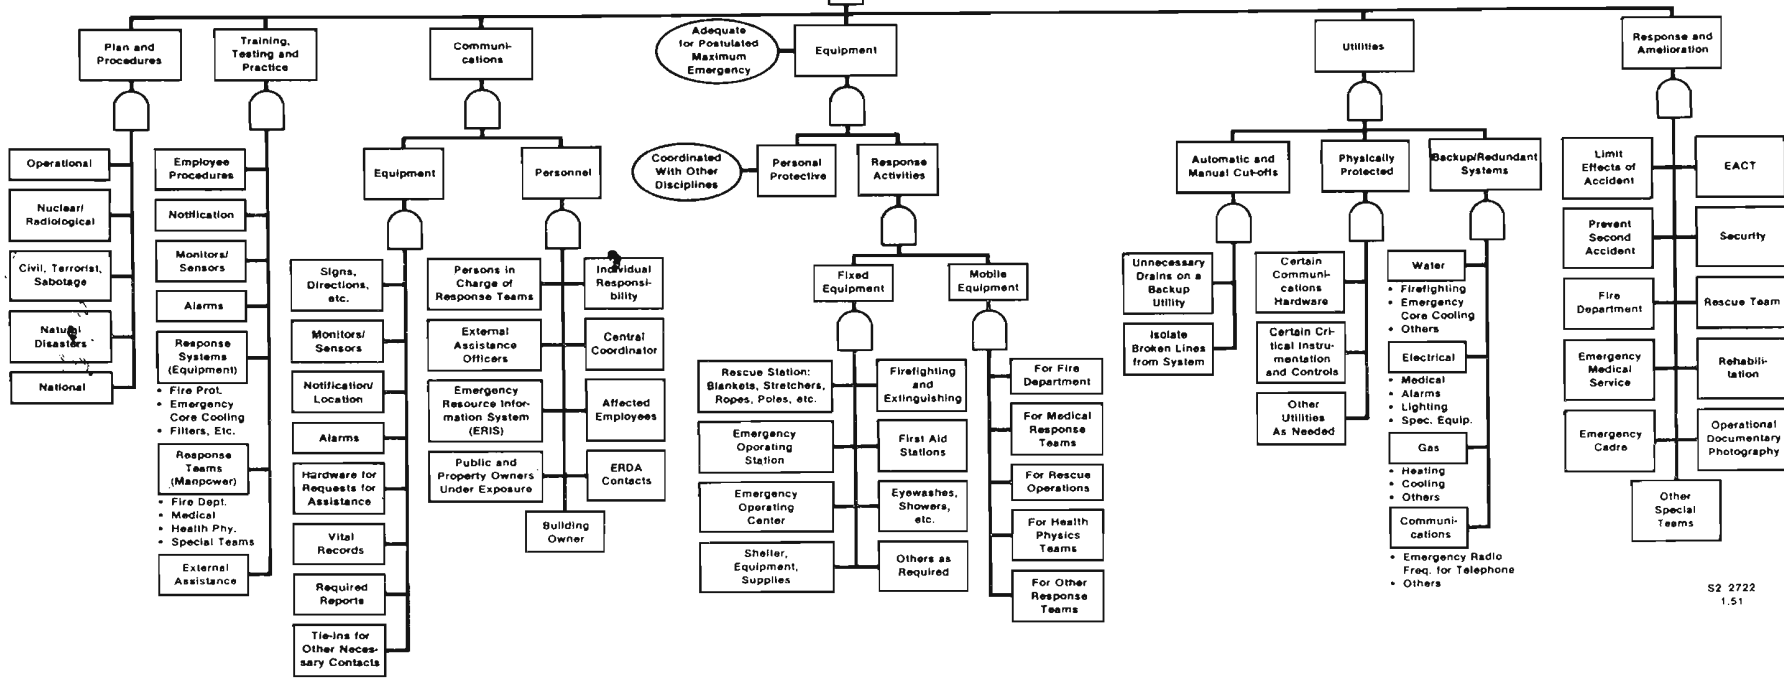 Plan and
Procedures
Training,
Testing and
Practice
Communi-
cations
Adequate
for Postulated
Maximum
Emergency
Equipment
Utilities
Response and
Amelioration
Operational
Nuclear/
Radiological
Civil, Terrorist,
Sabotage
Natural
Disasters
National
Employee
Procedures
Notification
Monitors/
Sensors
Alarms
Response
Systems
(Equipment)
• Fire Prot.
• Emergency
Core Cooling
• Filters, Etc.
Response
Teams
(Manpower)
• Fire Dept.
• Medical
• Health Phy.
• Special Teams
External
Assistance
Equipment
Personnel
Signs,
Directions,
etc.
Monitors/
Sensors
Notification/
Location
Alarms
Hardware for
Requests for
Assistance
Vital
Records
Required
Reports
Tie-ins for
Other Neces-
sary Contacts
Persons in
Charge of
Response Teams
External
Assistance
Officers
Emergency
Resource Infor-
mation System
(ERIS)
Public and
Property Owners
Under Exposure
Individual
Responsi-
bility
Central
Coordinator
Affected
Employees
ERDA
Contacts
Building
Owner
Coordinated
With Other
Disciplines
Personal
Protective
Response
Activities
Fixed
Equipment
Mobile
Equipment
Rescue Station:
Blankets, Stretchers,
Ropes, Poles, etc.
Emergency
Operating
Station
Emergency
Operating
Center
Shelter,
Equipment,
Supplies
Firefighting
and
Extinguishing
First Aid
Stations
Eyewashes,
Showers,
etc.
Others as
Required
For Fire
Department
For Medical
Response
Teams
For Rescue
Operations
For Health
Physics
Teams
For Other
Response
Teams
Automatic and
Manual Cut-offs
Physically
Protected
Backup/Redundant
Systems
Unnecessary
Drains on a
Backup
Utility
Isolate
Broken Lines
from System
Certain
Communi-
cations
Hardware
Certain Cri-
tical Instru-
mentation
and Controls
Other
Utilities
As Needed
Water
• Firefighting
• Emergency
Core Cooling
• Others
Electrical
• Medical
• Alarms
• Lighting
• Spec. Equip.
Gas
• Heating
• Cooling
• Others
Communi-
cations
• Emergency Radio
Freq. for Telephone
• Others
Limit
Effects of
Accident
Prevent
Second
Accident
Fire
Department
Emergency
Medical
Service
Emergency
Cadre
EACT
Security
Rescue Team
Rehabili-
tation
Operational
Documentary
Photography
Other
Special
Teams
S2 2722
1.51